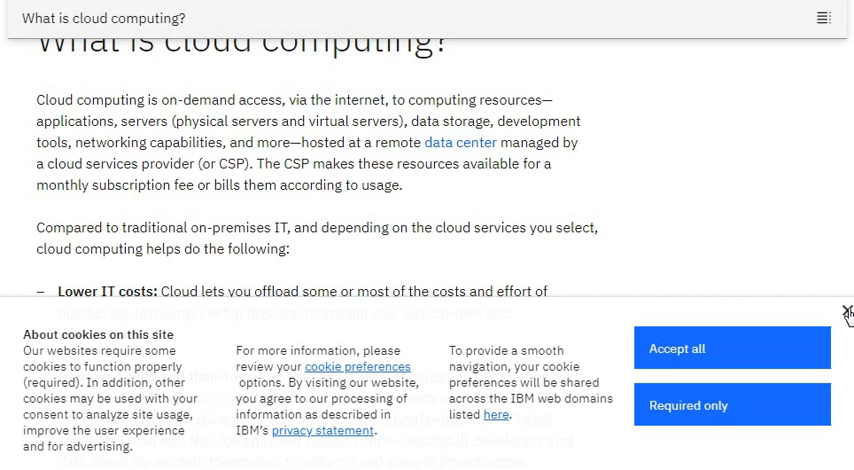 What is cloud computing?
What is cloud computing?
Cloud computing is on-demand access, via the internet, to computing resources—
applications, servers (physical servers and virtual servers), data storage, development
tools, networking capabilities, and more—hosted at a remote data center managed by
a cloud services provider (or CSP). The CSP makes these resources available for a
monthly subscription fee or bills them according to usage.
Compared to traditional on-premises IT, and depending on the cloud services you select,
cloud computing helps do the following:
– Lower IT costs: Cloud lets you offload some or most of the costs and effort of
About cookies on this site
Our websites require some
cookies to function properly
(required). In addition, other
cookies may be used with your
consent to analyze site usage,
improve the user experience
and for advertising.
For more information, please
review your cookie preferences
options. By visiting our website,
you agree to our processing of
information as described in
IBM's privacy statement.
To provide a smooth
navigation, your cookie
preferences will be shared
across the IBM web domains
listed here.
Accept all
Required only